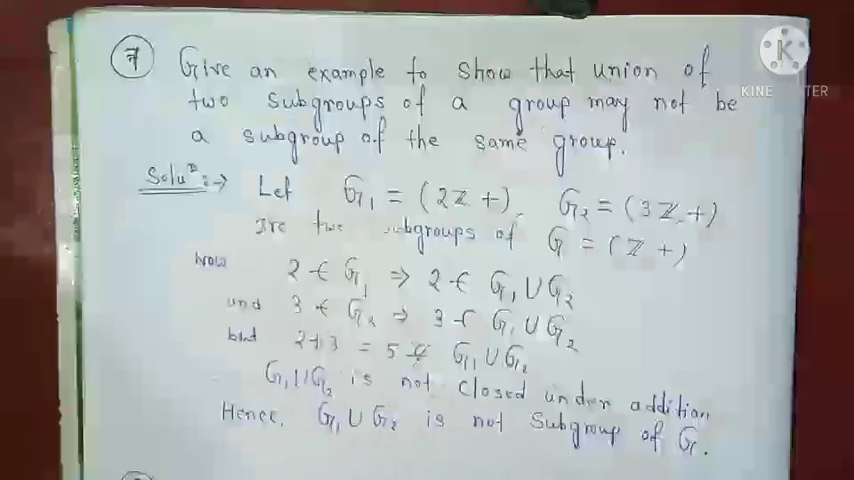 7 Give an example to show that union of
two subgroups of a group may not be
a subgroup of the same group.
Soluⁿ :→ Let G₁ = (2ℤ +), G₂ = (3ℤ, +)
are two subgroups of G = (ℤ +)
Now 2 ∈ G₁ ⇒ 2 ∈ G₁ ∪ G₂
and 3 ∈ G₂ ⇒ 3 ∈ G₁ ∪ G₂
but 2+3 = 5 ∉ G₁ ∪ G₂
G₁ ∪ G₂ is not closed under addition
Hence, G₁ ∪ G₂ is not subgroup of G.
K
KINEMASTER